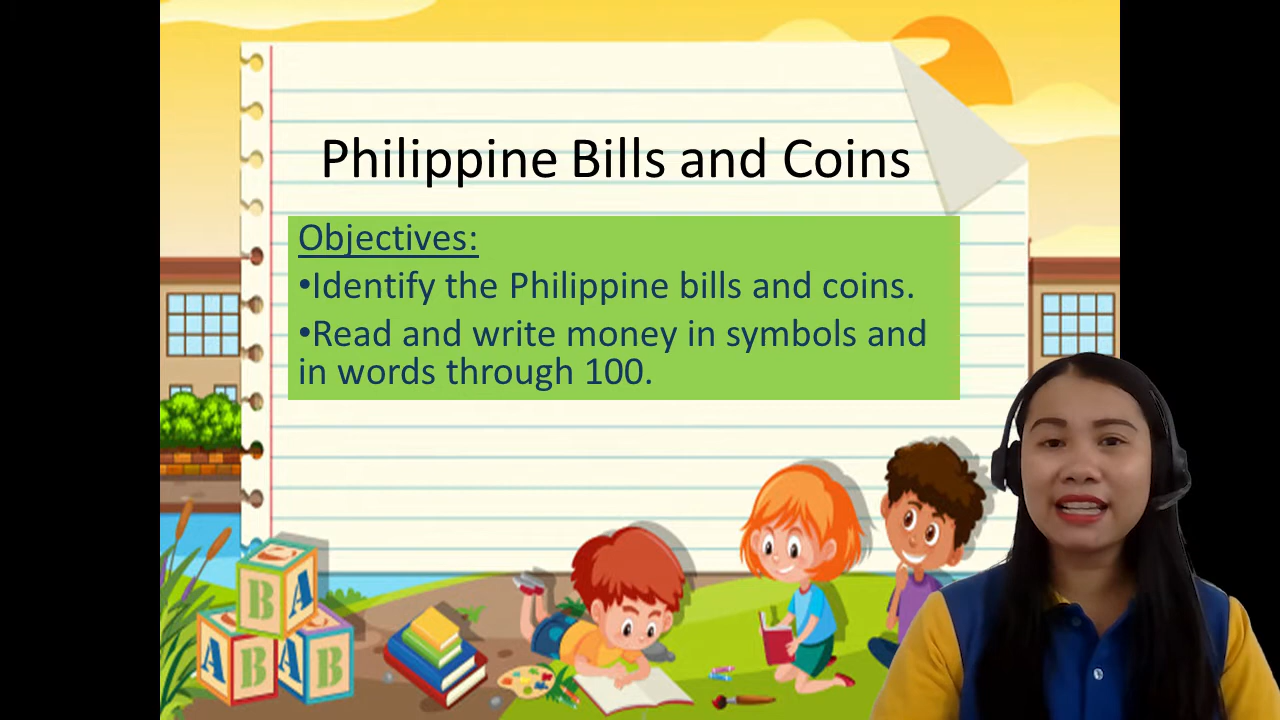 Philippine Bills and Coins
Objectives:
•Identify the Philippine bills and coins.
•Read and write money in symbols and
in words through 100.
B A
A B A B